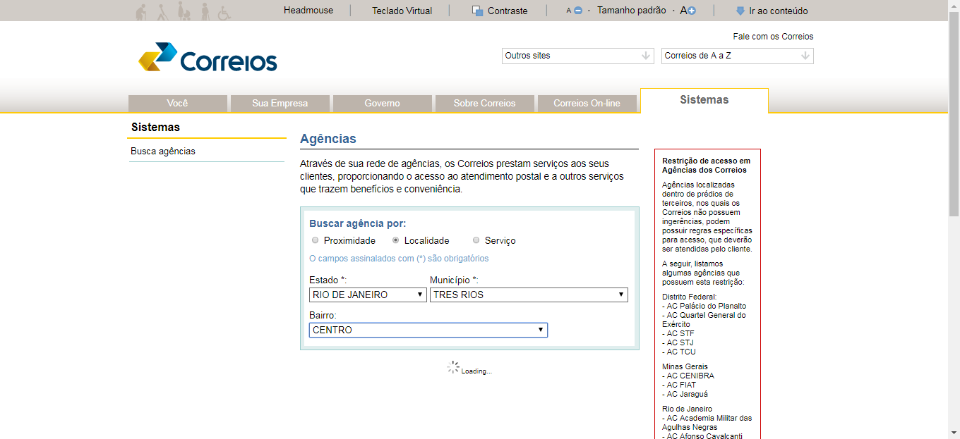 Headmouse
Teclado Virtual
Contraste
A - Tamanho padrão - A
Ir ao conteúdo
Fale com os Correios
Correios
Outros sites
Correios de A a Z
Você
Sua Empresa
Governo
Sobre Correios
Correios On-line
Sistemas
Sistemas
Busca agências
Agências
Através de sua rede de agências, os Correios prestam serviços aos seus
clientes, proporcionando o acesso ao atendimento postal e a outros serviços
que trazem benefícios e conveniência.
Buscar agência por:
Proximidade
Localidade
Serviço
O campos assinalados com (*) são obrigatórios
Estado *:
Município *:
RIO DE JANEIRO
TRES RIOS
Bairro:
CENTRO
Loading...
Restrição de acesso em
Agências dos Correios
Agências localizadas
dentro de prédios de
terceiros, nos quais os
Correios não possuem
ingerências, podem
possuir regras específicas
para acesso, que deverão
ser atendidas pelo cliente.
A seguir, listamos
algumas agências que
possuem esta restrição:
Distrito Federal:
- AC Palácio do Planalto
- AC Quartel General do
Exército
- AC STF
- AC STJ
- AC TCU
Minas Gerais
- AC CENIBRA
- AC FIAT
- AC Jaraguá
Rio de Janeiro
- AC Academia Militar das
Agulhas Negras
- AC Afonso Cavalcanti